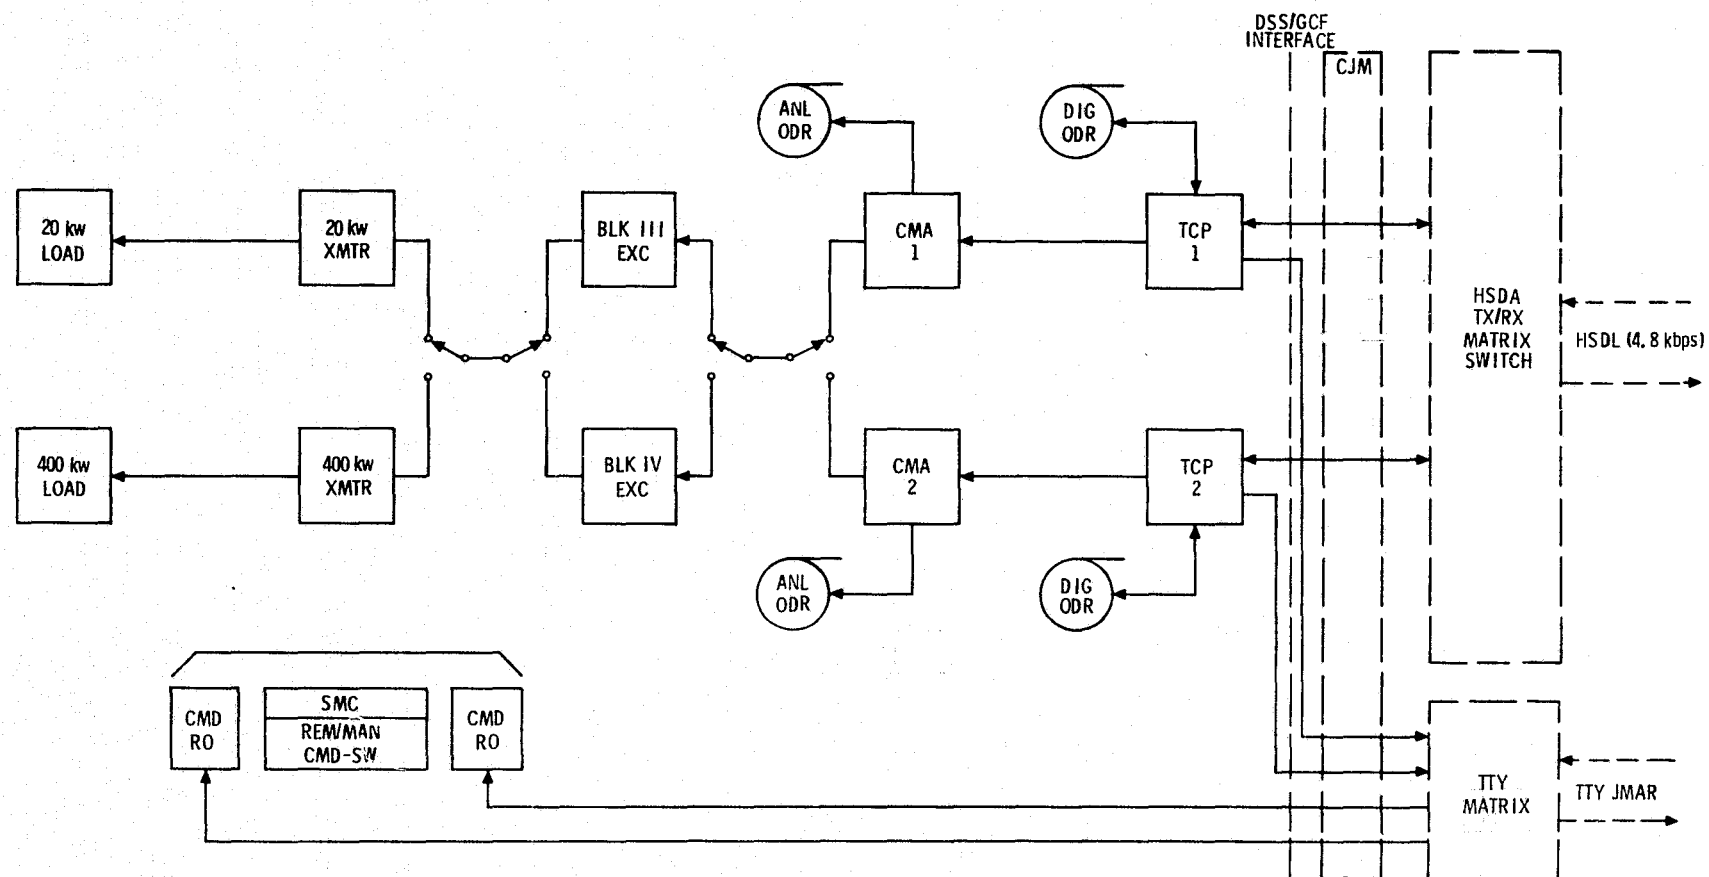 DSS/GCF
INTERFACE
CJM
ANL
ODR
DIG
ODR
20 kw
LOAD
20 kw
XMTR
BLK III
EXC
CMA
1
TCP
1
HSDA
TX/RX
MATRIX
SWITCH
HSDL (4.8 kbps)
400 kw
LOAD
400 kw
XMTR
BLK IV
EXC
CMA
2
TCP
2
ANL
ODR
DIG
ODR
CMD
RO
SMC
REM/MAN
CMD-SW
CMD
RO
TTY
MATRIX
TTY JMAR